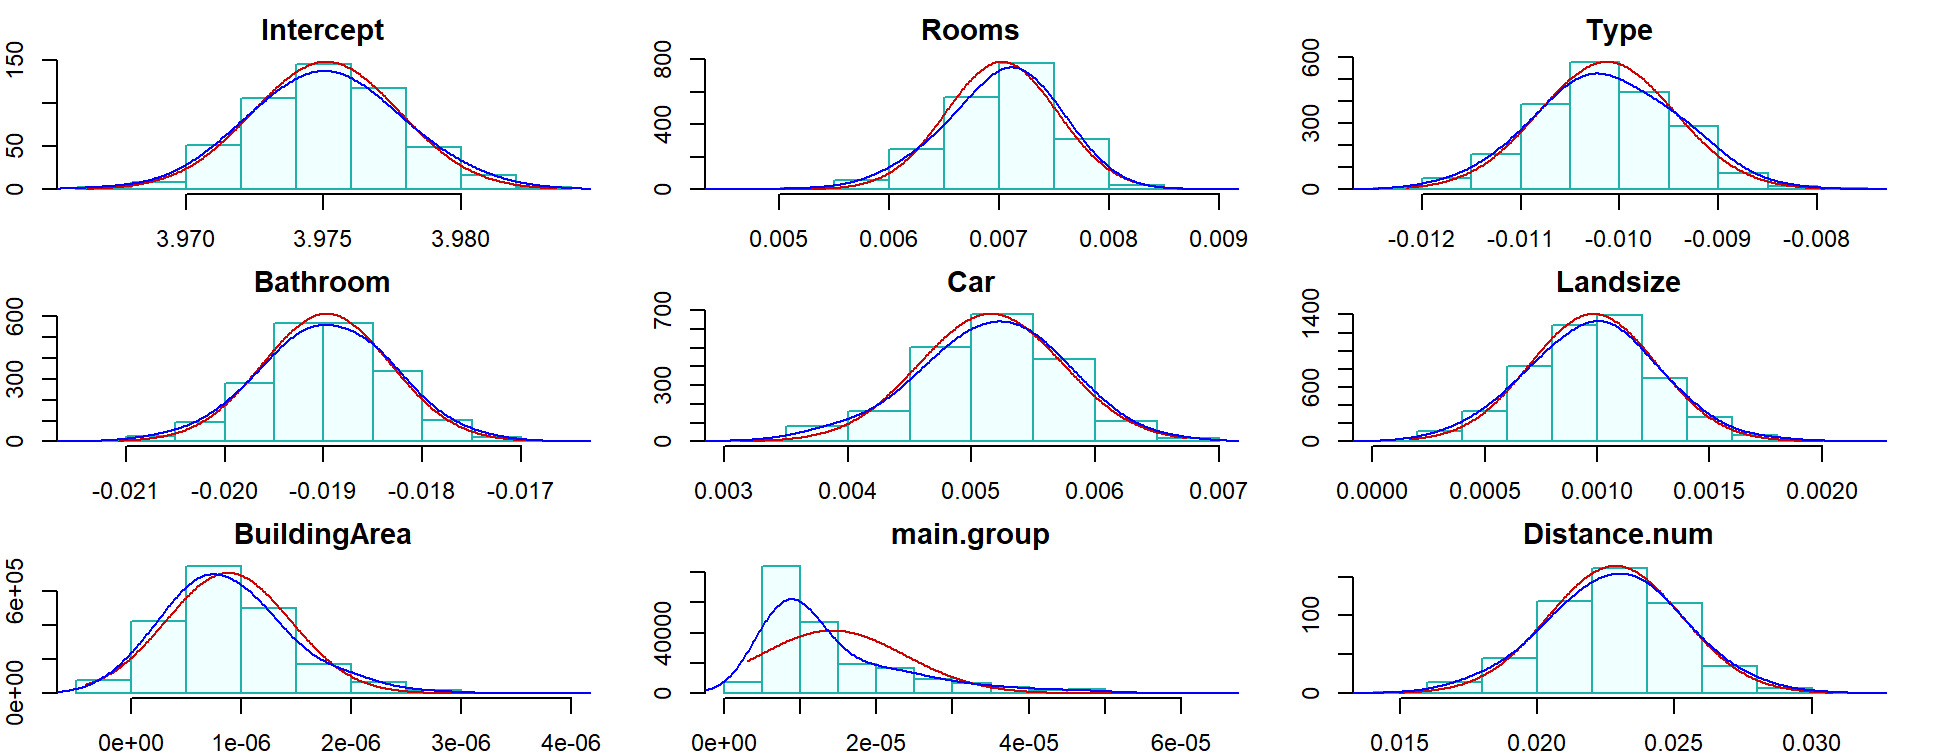 Intercept
150
50
0
3.970 3.975 3.980
Rooms
800
400
0
0.005 0.006 0.007 0.008 0.009
Type
600
300
0
-0.012 -0.011 -0.010 -0.009 -0.008
Bathroom
600
300
0
-0.021 -0.020 -0.019 -0.018 -0.017
Car
700
300
0
0.003 0.004 0.005 0.006 0.007
Landsize
1400
600
0
0.0000 0.0005 0.0010 0.0015 0.0020
BuildingArea
6e+05
0e+00
0e+00 1e-06 2e-06 3e-06 4e-06
main.group
40000
0
0e+00 2e-05 4e-05 6e-05
Distance.num
100
0
0.015 0.020 0.025 0.030